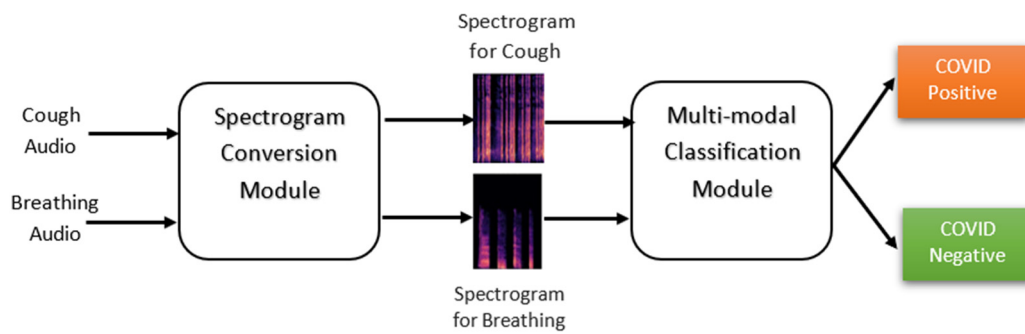 Cough
Audio
Breathing
Audio
Spectrogram
Conversion
Module
Spectrogram
for Cough
Spectrogram
for Breathing
Multi-modal
Classification
Module
COVID
Positive
COVID
Negative